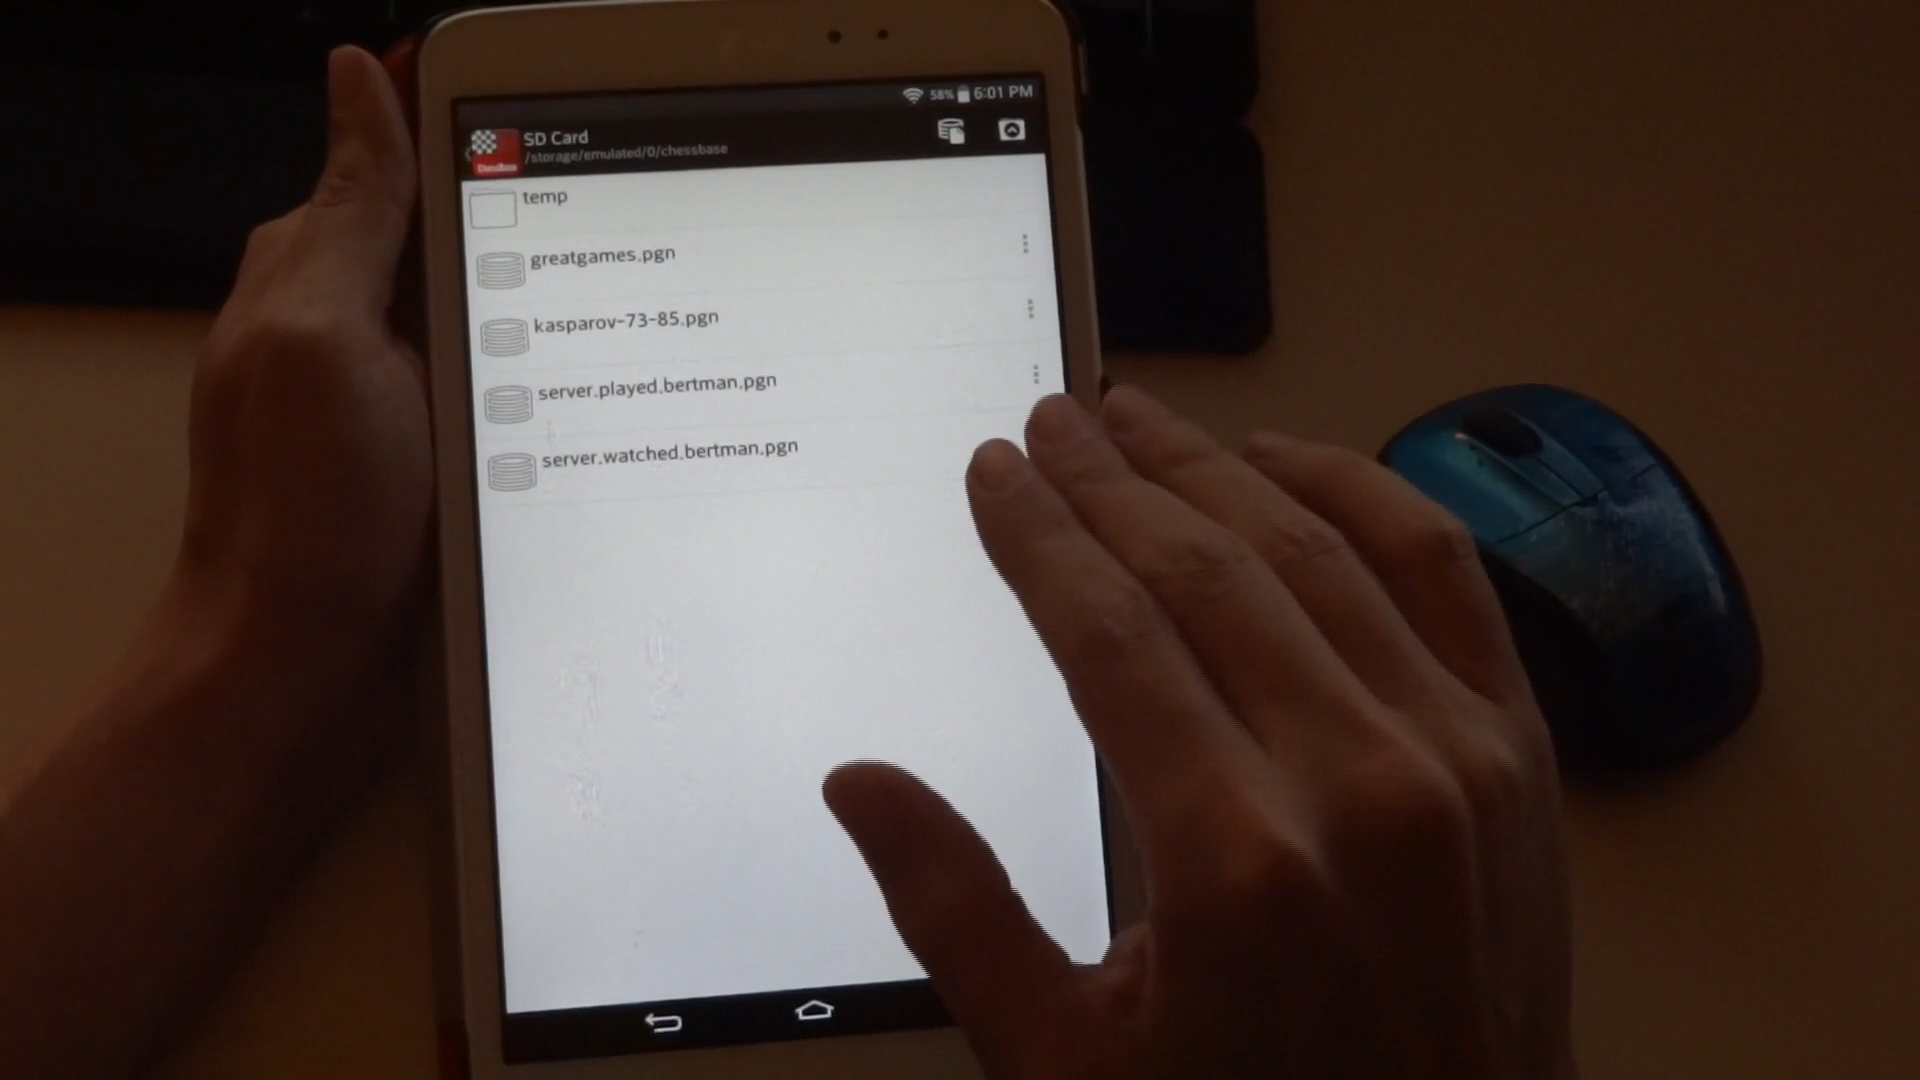 58% 6:01 PM
SD Card
/storage/emulated/0/chessbase
ChessBase
temp
greatgames.pgn
kasparov-73-85.pgn
server.played.bertman.pgn
server.watched.bertman.pgn